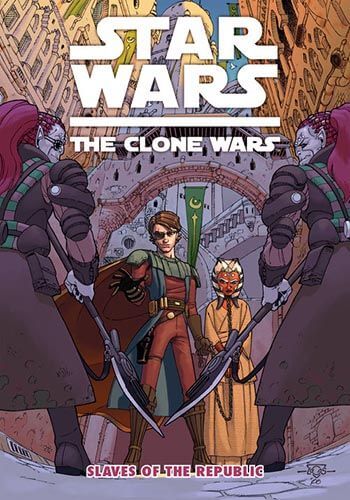 STAR
WARS
THE CLONE WARS
SLAVES OF THE REPUBLIC